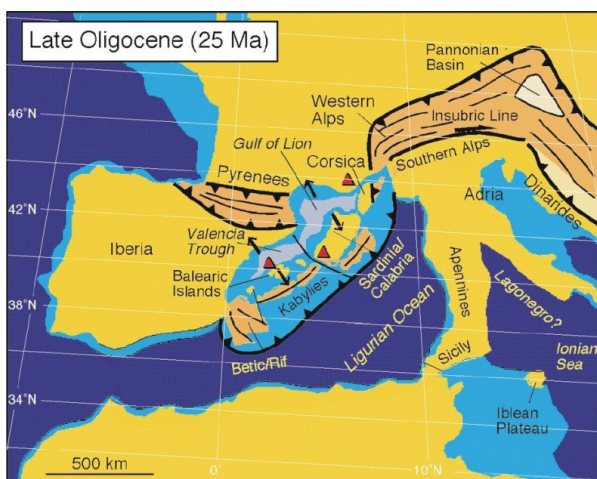 Late Oligocene (25 Ma)
Pannonian
Basin
46°N
Western
Alps
Insubric Line
Gulf of Lion
Corsica
Southern Alps
Pyrenees
Dinarides
42°N
Adria
Valencia
Trough
Iberia
Sardinia/
Calabria
Balearic
Islands
Kabylies
Apennines
Lagonegro?
38°N
Ligurian Ocean
Ionian
Sea
Betic/Rif
Sicily
34°N
Iblean
Plateau
500 km
0°
10°N